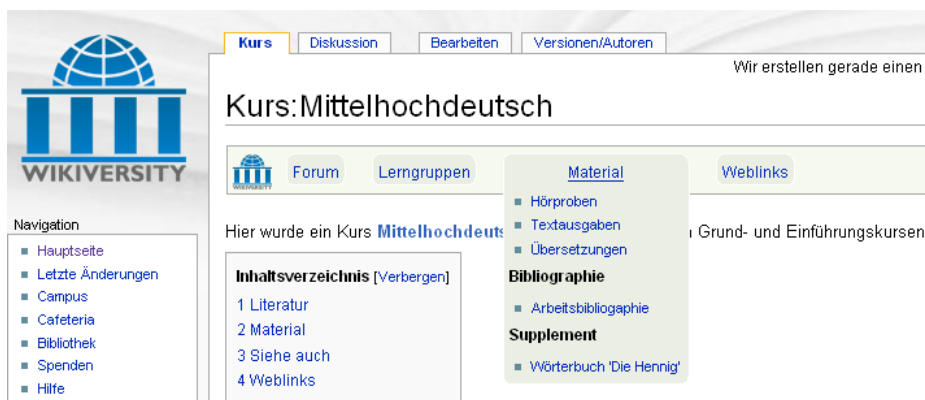 Kurs Diskussion Bearbeiten Versionen/Autoren
Wir erstellen gerade einen
Kurs:Mittelhochdeutsch
WIKIVERSITY
WIKIVERSITY Forum Lerngruppen Material Weblinks
Hörproben
Textausgaben
Übersetzungen
Bibliographie
Arbeitsbibliogaphie
Supplement
Wörterbuch 'Die Hennig'
Navigation
Hauptseite
Letzte Änderungen
Campus
Cafeteria
Bibliothek
Spenden
Hilfe
Hier wurde ein Kurs Mittelhochdeuts Grund- und Einführungskursen
Inhaltsverzeichnis [Verbergen]
1 Literatur
2 Material
3 Siehe auch
4 Weblinks